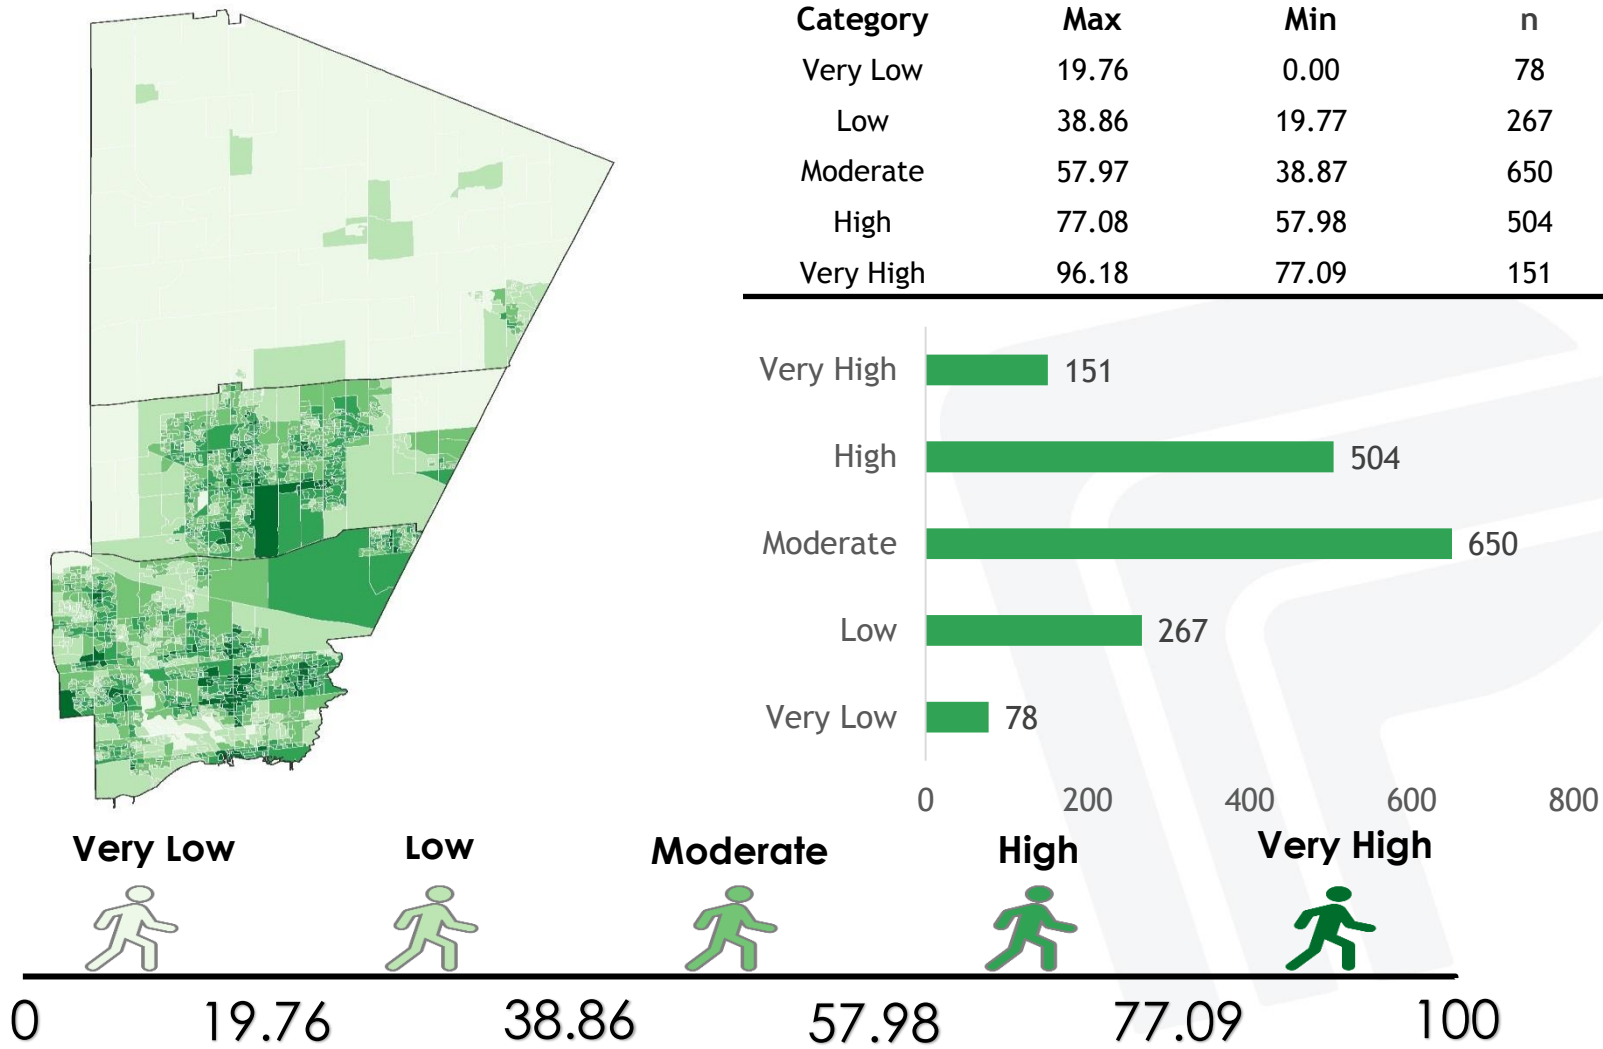 Category Max Min n
Very Low 19.76 0.00 78
Low 38.86 19.77 267
Moderate 57.97 38.87 650
High 77.08 57.98 504
Very High 96.18 77.09 151
Very High 151
High 504
Moderate 650
Low 267
Very Low 78
0 200 400 600 800
Very Low Low Moderate High Very High
0 19.76 38.86 57.98 77.09 100